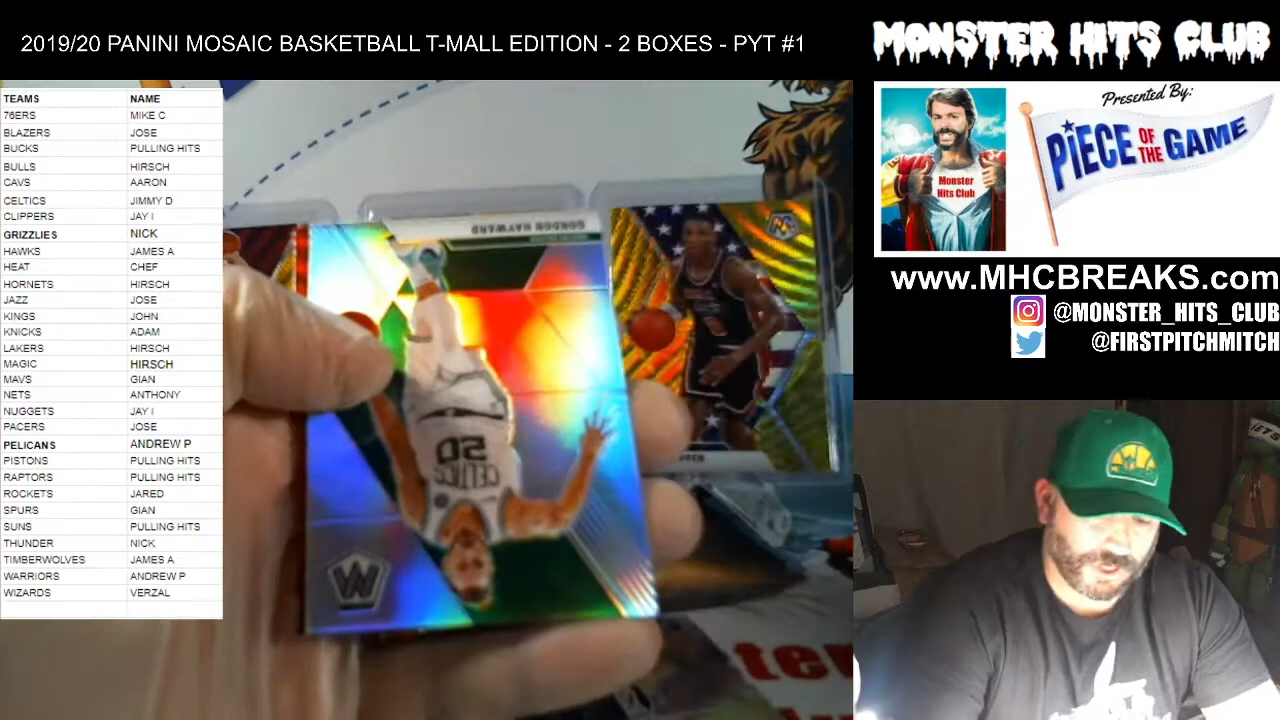 2019/20 PANINI MOSAIC BASKETBALL T-MALL EDITION - 2 BOXES - PYT #1
MONSTER HITS CLUB
TEAMS NAME
76ERS MIKE C
BLAZERS JOSE
BUCKS PULLING HITS
BULLS HIRSCH
CAVS AARON
CELTICS JIMMY D
CLIPPERS JAY I
GRIZZLIES NICK
HAWKS JAMES A
HEAT CHEF
HORNETS HIRSCH
JAZZ JOSE
KINGS JOHN
KNICKS ADAM
LAKERS HIRSCH
MAGIC HIRSCH
MAVS GIAN
NETS ANTHONY
NUGGETS JAY I
PACERS JOSE
PELICANS ANDREW P
PISTONS PULLING HITS
RAPTORS PULLING HITS
ROCKETS JARED
SPURS GIAN
SUNS PULLING HITS
THUNDER NICK
TIMBERWOLVES JAMES A
WARRIORS ANDREW P
WIZARDS VERZAL
GORDON HAYWARD
CELTICS
20
Monster
Hits Club
Presented By:
PIECE OF THE GAME
www.MHCBREAKS.com
@MONSTER_HITS_CLUB
@FIRSTPITCHMITCH